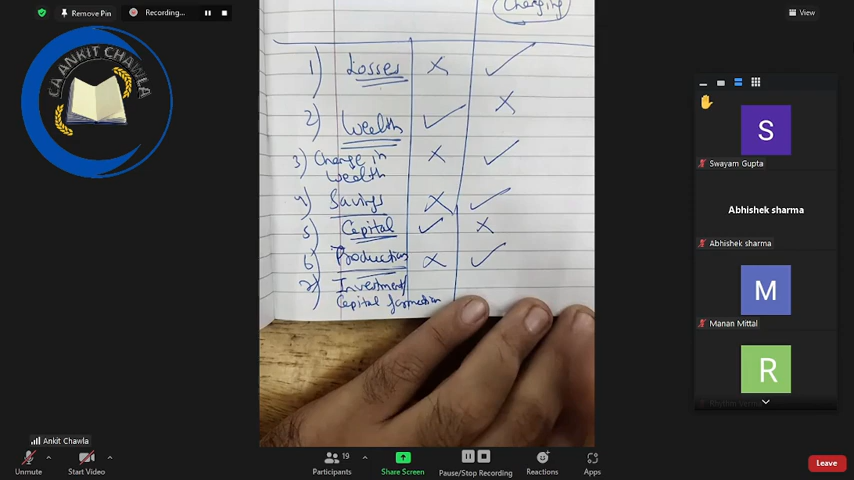 Remove Pin
Recording...
View
CA ANKIT CHAWLA
Changing
1) Losses ✗ ✓
2) Wealth ✓ ✗
3) Change in wealth ✗ ✓
4) Savings ✗ ✓
5) Capital ✓ ✗
6) Production ✗ ✓
7) Investment/
Capital formation
S
Swayam Gupta
Abhishek sharma
Abhishek sharma
M
Manan Mittal
R
Ankit Chawla
Unmute
Start Video
19
Participants
Share Screen
Pause/Stop Recording
Reactions
Apps
Leave